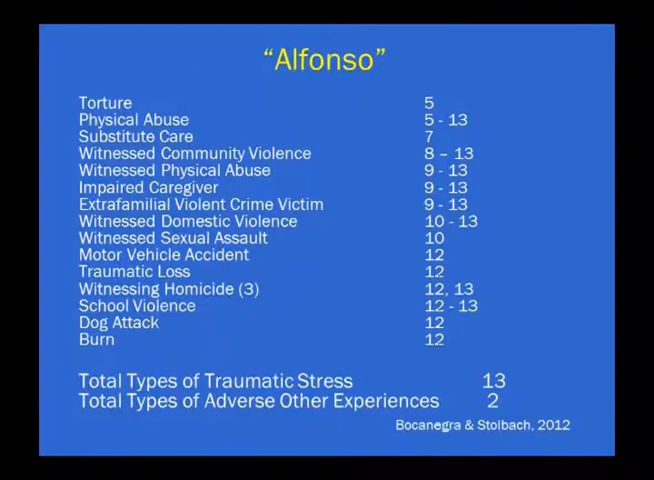 “Alfonso”
Torture 5
Physical Abuse 5 - 13
Substitute Care 7
Witnessed Community Violence 8 – 13
Witnessed Physical Abuse 9 - 13
Impaired Caregiver 9 - 13
Extrafamilial Violent Crime Victim 9 - 13
Witnessed Domestic Violence 10 - 13
Witnessed Sexual Assault 10
Motor Vehicle Accident 12
Traumatic Loss 12
Witnessing Homicide (3) 12, 13
School Violence 12 - 13
Dog Attack 12
Burn 12
Total Types of Traumatic Stress 13
Total Types of Adverse Other Experiences 2
Bocanegra & Stolbach, 2012